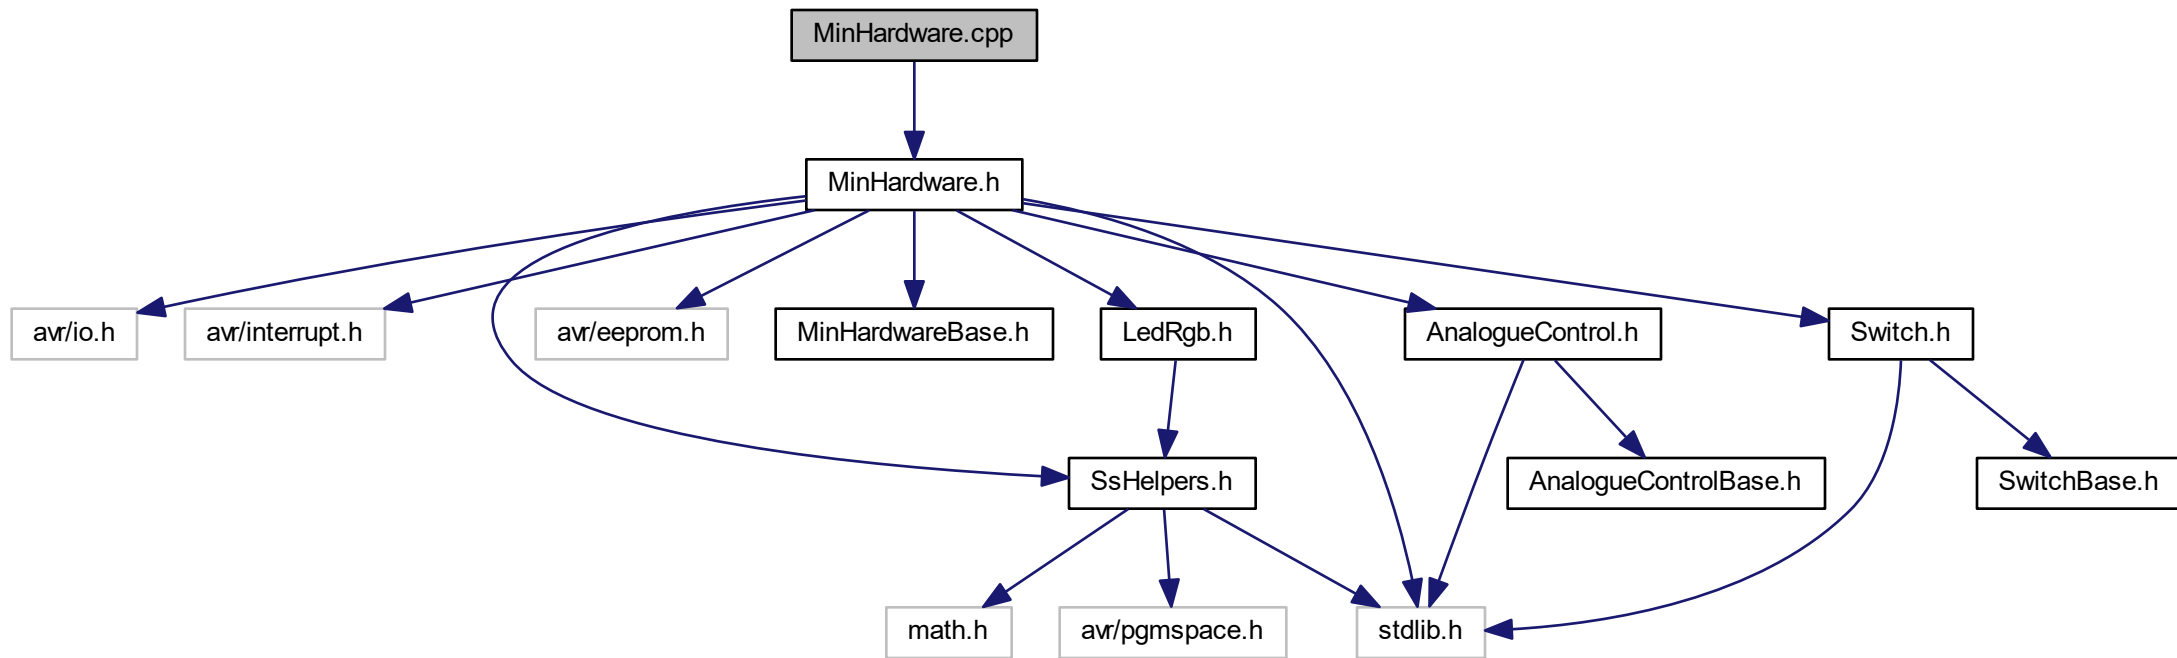 MinHardware.cpp
MinHardware.h
avr/io.h
avr/interrupt.h
avr/eeprom.h
MinHardwareBase.h
LedRgb.h
AnalogueControl.h
Switch.h
SsHelpers.h
AnalogueControlBase.h
SwitchBase.h
math.h
avr/pgmspace.h
stdlib.h